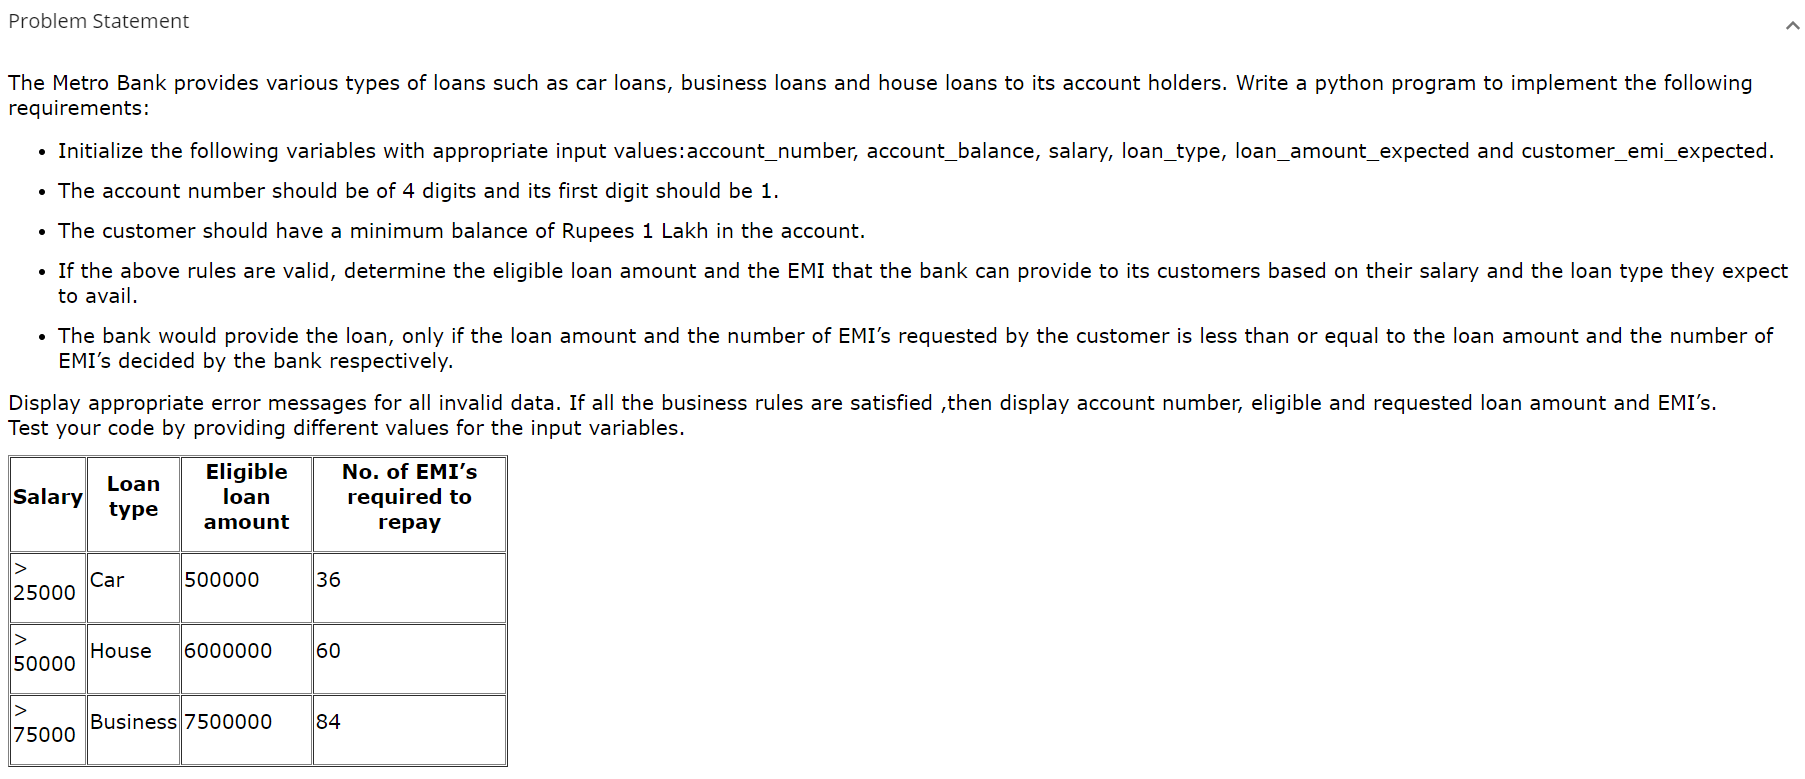 Problem Statement
The Metro Bank provides various types of loans such as car loans, business loans and house loans to its account holders. Write a python program to implement the following
requirements:
• Initialize the following variables with appropriate input values:account_number, account_balance, salary, loan_type, loan_amount_expected and customer_emi_expected.
• The account number should be of 4 digits and its first digit should be 1.
• The customer should have a minimum balance of Rupees 1 Lakh in the account.
• If the above rules are valid, determine the eligible loan amount and the EMI that the bank can provide to its customers based on their salary and the loan type they expect
to avail.
• The bank would provide the loan, only if the loan amount and the number of EMI’s requested by the customer is less than or equal to the loan amount and the number of
EMI’s decided by the bank respectively.
Display appropriate error messages for all invalid data. If all the business rules are satisfied ,then display account number, eligible and requested loan amount and EMI’s.
Test your code by providing different values for the input variables.
Salary
Loan
type
Eligible
loan
amount
No. of EMI’s
required to
repay
>
25000
Car
500000
36
>
50000
House
6000000
60
>
75000
Business
7500000
84